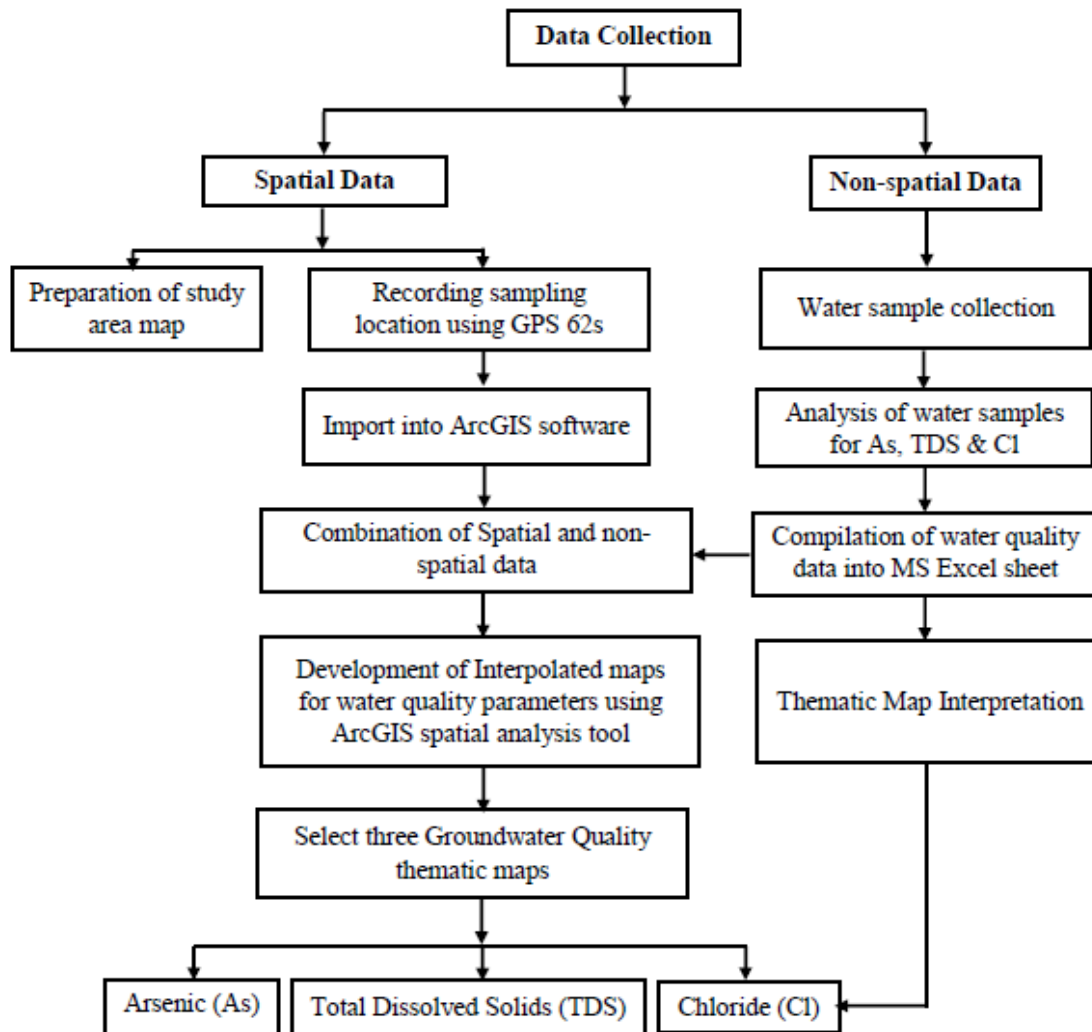 Data Collection
Spatial Data
Non-spatial Data
Preparation of study
area map
Recording sampling
location using GPS 62s
Water sample collection
Import into ArcGIS software
Analysis of water samples
for As, TDS & Cl
Combination of Spatial and non-
spatial data
Compilation of water quality
data into MS Excel sheet
Development of Interpolated maps
for water quality parameters using
ArcGIS spatial analysis tool
Thematic Map Interpretation
Select three Groundwater Quality
thematic maps
Arsenic (As)
Total Dissolved Solids (TDS)
Chloride (Cl)